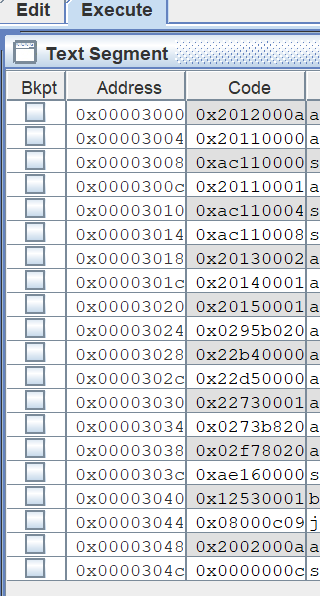 Edit Execute
Text Segment
Bkpt Address Code
0x00003000 0x2012000a a
0x00003004 0x20110000 a
0x00003008 0xac110000 s
0x0000300c 0x20110001 a
0x00003010 0xac110004 s
0x00003014 0xac110008 s
0x00003018 0x20130002 a
0x0000301c 0x20140001 a
0x00003020 0x20150001 a
0x00003024 0x0295b020 a
0x00003028 0x22b40000 a
0x0000302c 0x22d50000 a
0x00003030 0x22730001 a
0x00003034 0x0273b820 a
0x00003038 0x02f78020 a
0x0000303c 0xae160000 s
0x00003040 0x12530001 b
0x00003044 0x08000c09 j
0x00003048 0x2002000a a
0x0000304c 0x0000000c s